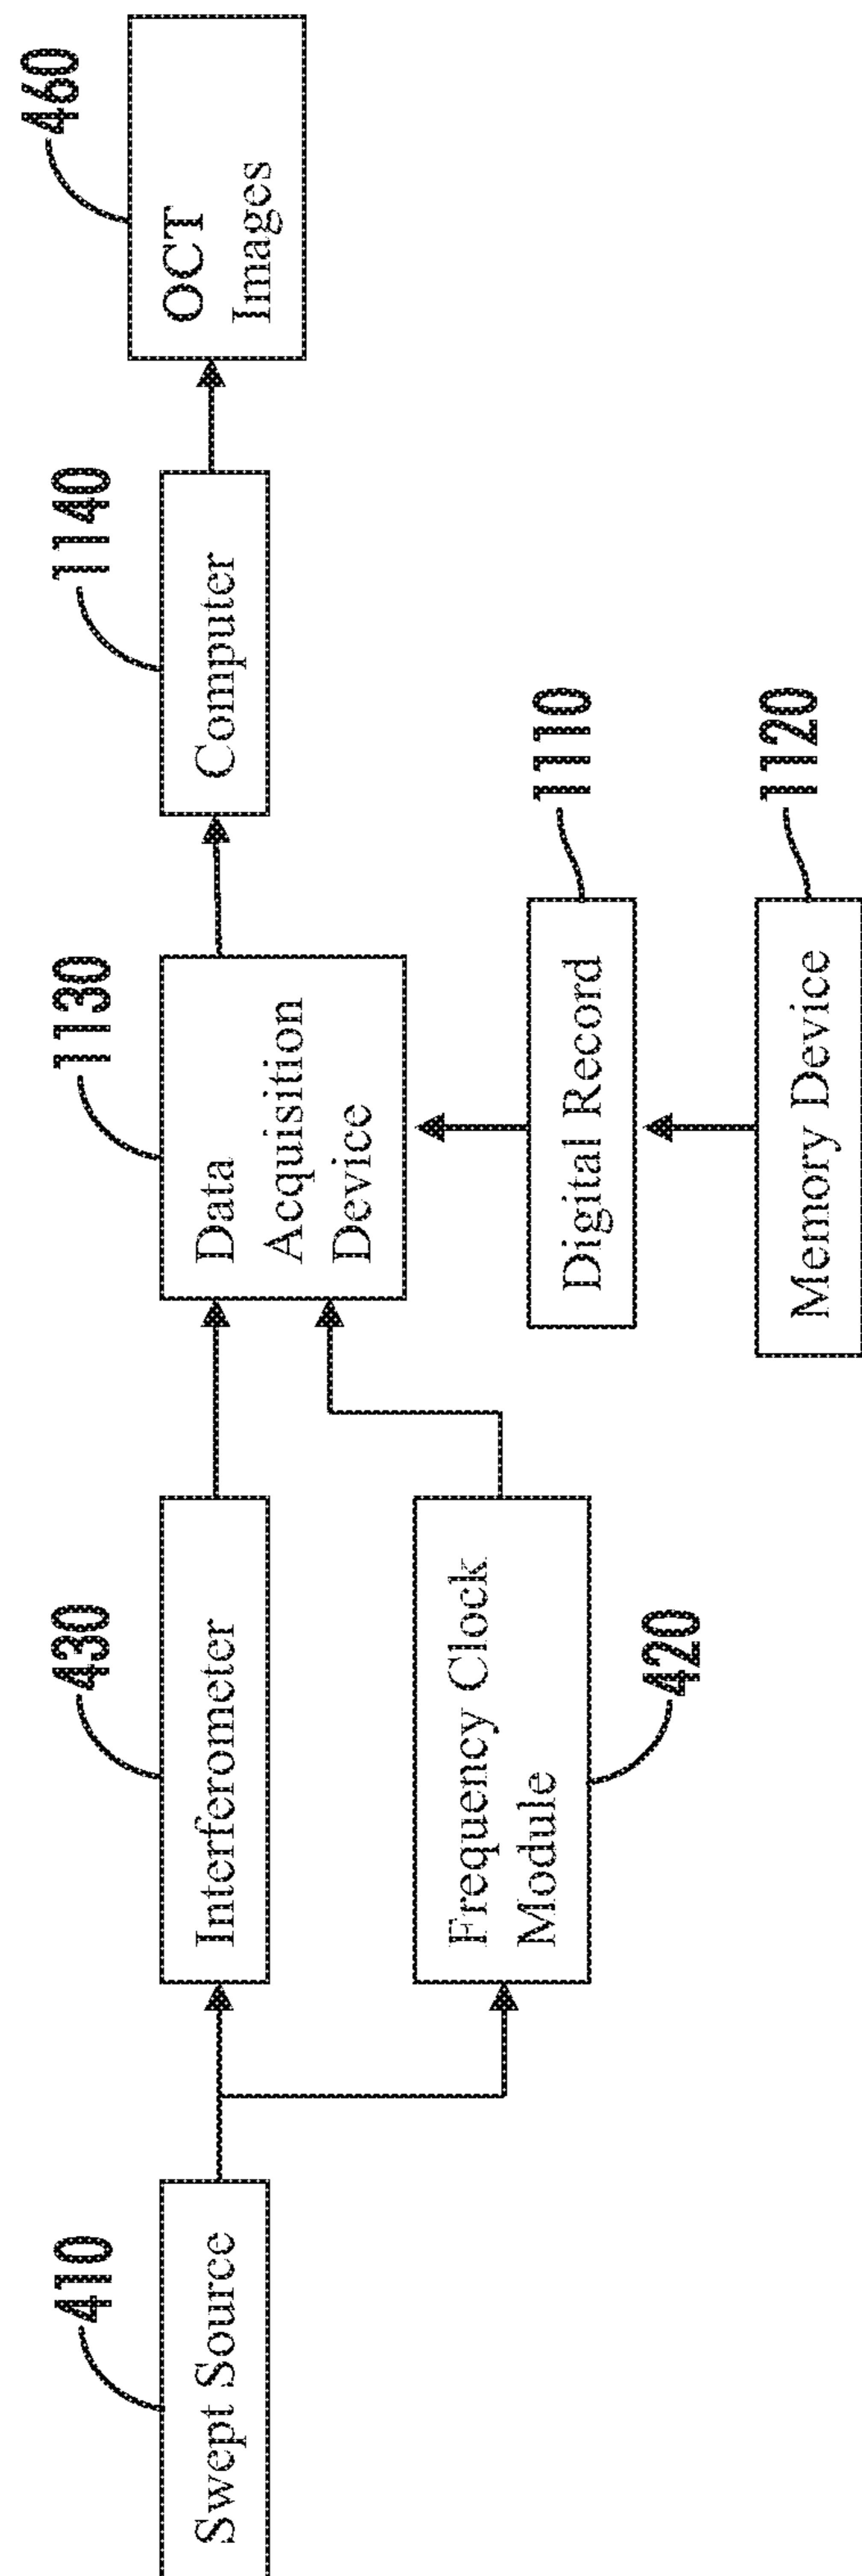 410
Swept Source
430
Interferometer
420
Frequency Clock
Module
1130
Data
Acquisition
Device
1110
Digital Record
1120
Memory Device
1140
Computer
460
OCT
Images